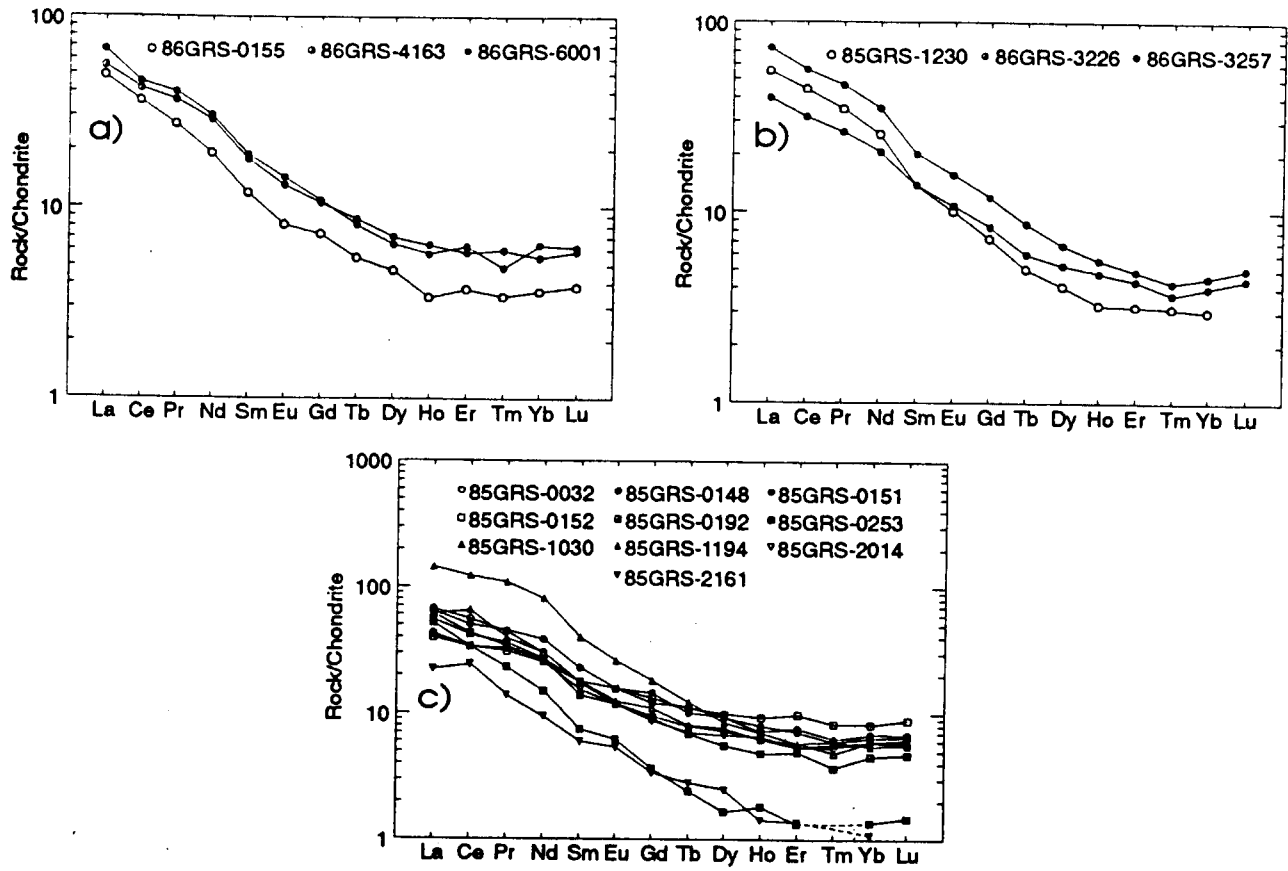 100
86GRS-0155 86GRS-4163 86GRS-6001
a)
Rock/Chondrite
10
1
La Ce Pr Nd Sm Eu Gd Tb Dy Ho Er Tm Yb Lu
100
85GRS-1230 86GRS-3226 86GRS-3257
b)
Rock/Chondrite
10
1
La Ce Pr Nd Sm Eu Gd Tb Dy Ho Er Tm Yb Lu
1000
85GRS-0032 85GRS-0148 85GRS-0151
85GRS-0152 85GRS-0192 85GRS-0253
85GRS-1030 85GRS-1194 85GRS-2014
85GRS-2161
100
Rock/Chondrite
c)
10
1
La Ce Pr Nd Sm Eu Gd Tb Dy Ho Er Tm Yb Lu